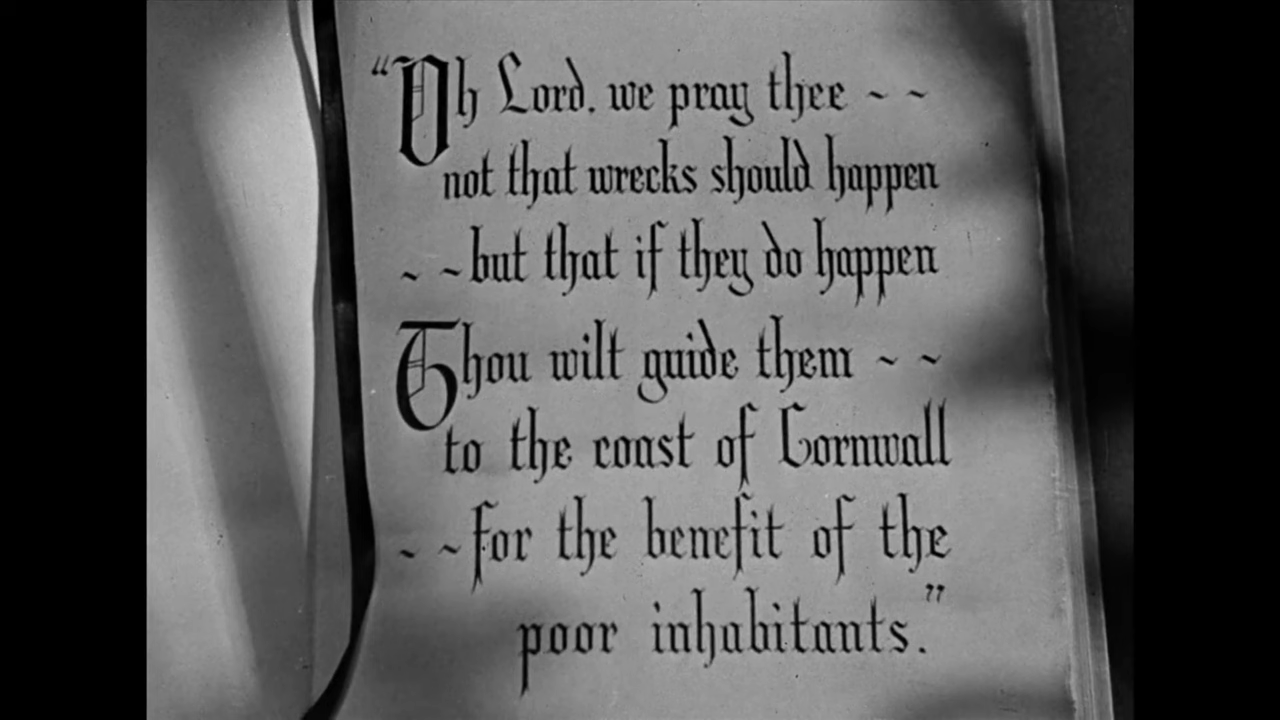 “Oh Lord, we pray thee ~ ~
not that wrecks should happen
~ ~but that if they do happen
Thou wilt guide them ~ ~
to the coast of Cornwall
~ ~for the benefit of the
poor inhabitants.”